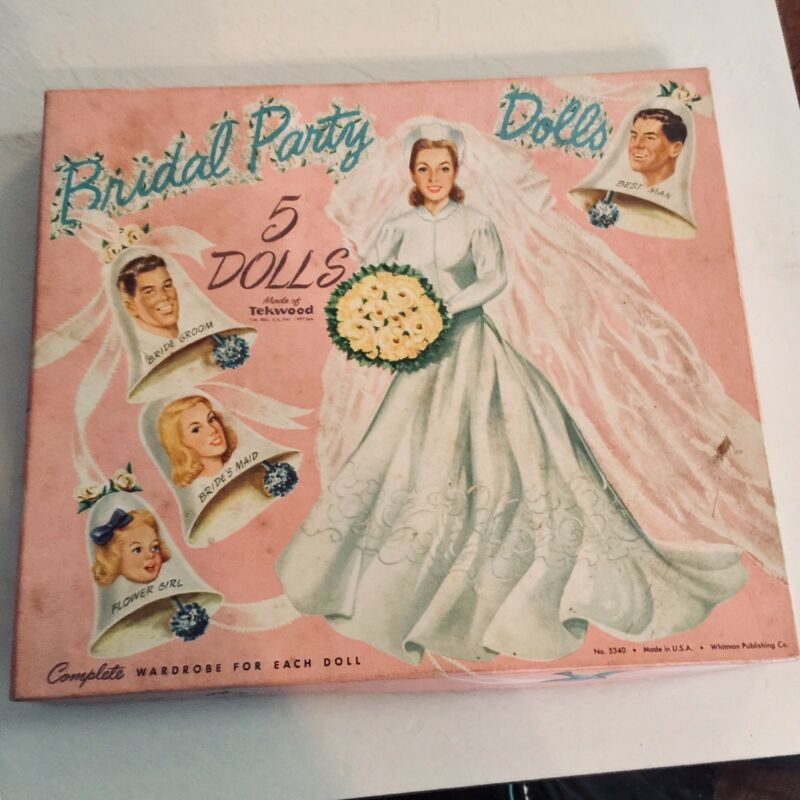 Bridal Party Dolls
5
DOLLS
Made of
Tekwood
BEST MAN
BRIDE GROOM
BRIDE'S MAID
FLOWER GIRL
Complete WARDROBE FOR EACH DOLL
No. 5340 • Made in U.S.A. • Whitman Publishing Co.